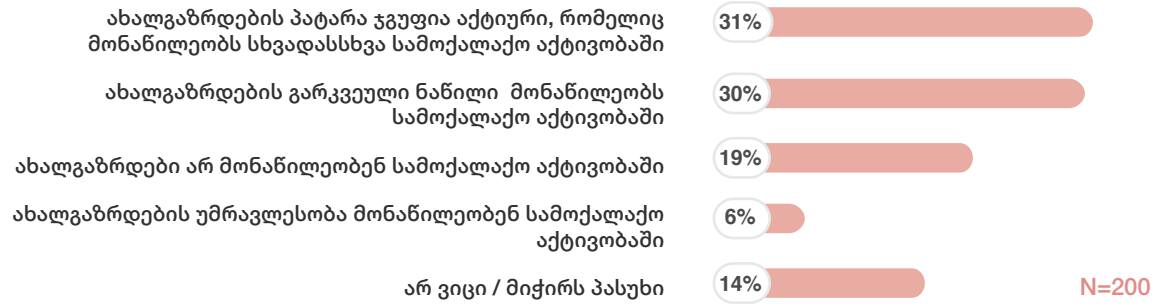 ახალგაზრდების პატარა ჯგუფია აქტიური, რომელიც
მონაწილეობს სხვადასსხვა სამოქალაქო აქტივობაში
31%
ახალგაზრდების გარკვეული ნაწილი მონაწილეობს
სამოქალაქო აქტივობაში
30%
ახალგაზრდები არ მონაწილეობენ სამოქალაქო აქტივობაში
19%
ახალგაზრდების უმრავლესობა მონაწილეობენ სამოქალაქო
აქტივობაში
6%
არ ვიცი / მიჭირს პასუხი
14%
N=200